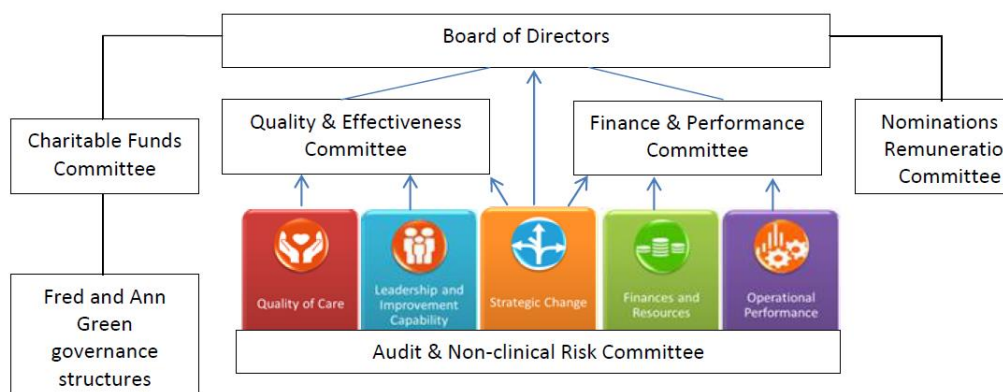 Board of Directors
Charitable Funds
Committee
Quality & Effectiveness
Committee
Finance & Performance
Committee
Nominations
Remuneratio
Committee
Quality of Care
Leadership and
Improvement
Capability
Strategic Change
Finances and
Resources
Operational
Performance
Fred and Ann
Green
governance
structures
Audit & Non-clinical Risk Committee